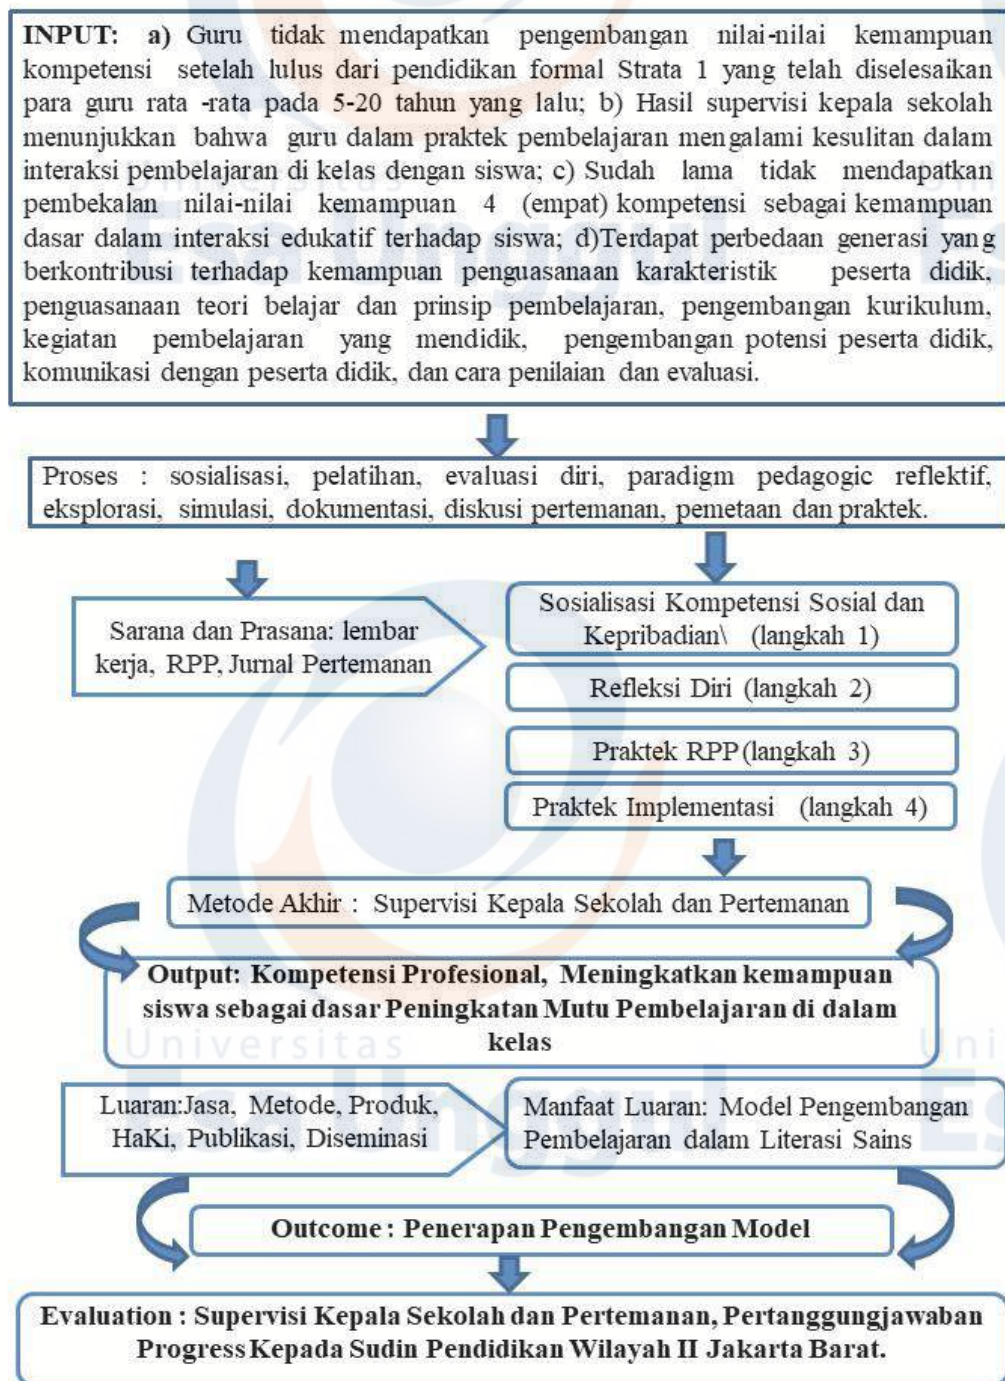 INPUT: a) Guru tidak mendapatkan pengembangan nilai-nilai kemampuan
kompetensi setelah lulus dari pendidikan formal Strata 1 yang telah diselesaikan
para guru rata -rata pada 5-20 tahun yang lalu; b) Hasil supervisi kepala sekolah
menunjukkan bahwa guru dalam praktek pembelajaran mengalami kesulitan dalam
interaksi pembelajaran di kelas dengan siswa; c) Sudah lama tidak mendapatkan
pembekalan nilai-nilai kemampuan 4 (empat) kompetensi sebagai kemampuan
dasar dalam interaksi edukatif terhadap siswa; d)Terdapat perbedaan generasi yang
berkontribusi terhadap kemampuan penguasanaan karakteristik peserta didik,
penguasanaan teori belajar dan prinsip pembelajaran, pengembangan kurikulum,
kegiatan pembelajaran yang mendidik, pengembangan potensi peserta didik,
komunikasi dengan peserta didik, dan cara penilaian dan evaluasi.
Proses : sosialisasi, pelatihan, evaluasi diri, paradigm pedagogic reflektif,
eksplorasi, simulasi, dokumentasi, diskusi pertemanan, pemetaan dan praktek.
Sarana dan Prasana: lembar
kerja, RPP, Jurnal Pertemanan
Sosialisasi Kompetensi Sosial dan
Kepribadian\ (langkah 1)
Refleksi Diri (langkah 2)
Praktek RPP (langkah 3)
Praktek Implementasi (langkah 4)
Metode Akhir : Supervisi Kepala Sekolah dan Pertemanan
Output: Kompetensi Profesional, Meningkatkan kemampuan
siswa sebagai dasar Peningkatan Mutu Pembelajaran di dalam
kelas
Luaran:Jasa, Metode, Produk,
HaKi, Publikasi, Diseminasi
Manfaat Luaran: Model Pengembangan
Pembelajaran dalam Literasi Sains
Outcome : Penerapan Pengembangan Model
Evaluation : Supervisi Kepala Sekolah dan Pertemanan, Pertanggungjawaban
Progress Kepada Sudin Pendidikan Wilayah II Jakarta Barat.
Universitas
Esa Unggul
Universitas
Esa Unggul